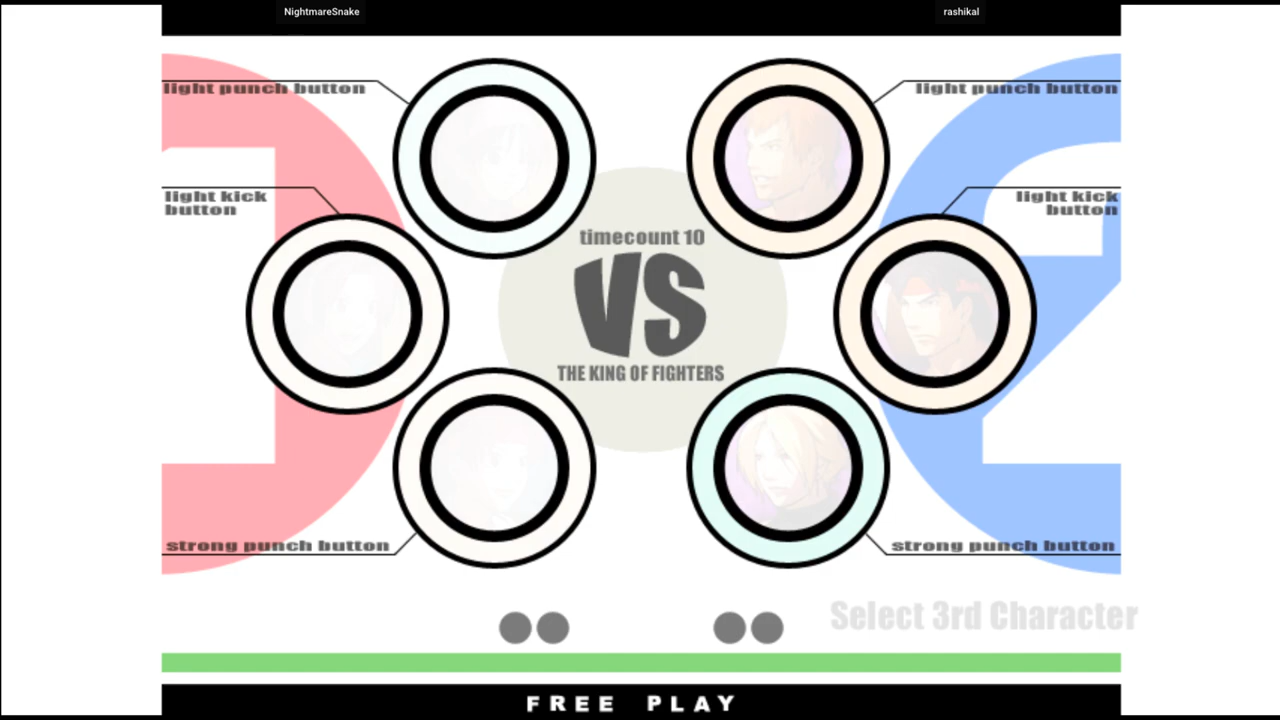 NightmareSnake
rashikal
light punch button
light punch button
light kick
button
light kick
button
timecount 10
VS
THE KING OF FIGHTERS
strong punch button
strong punch button
Select 3rd Character
FREE PLAY